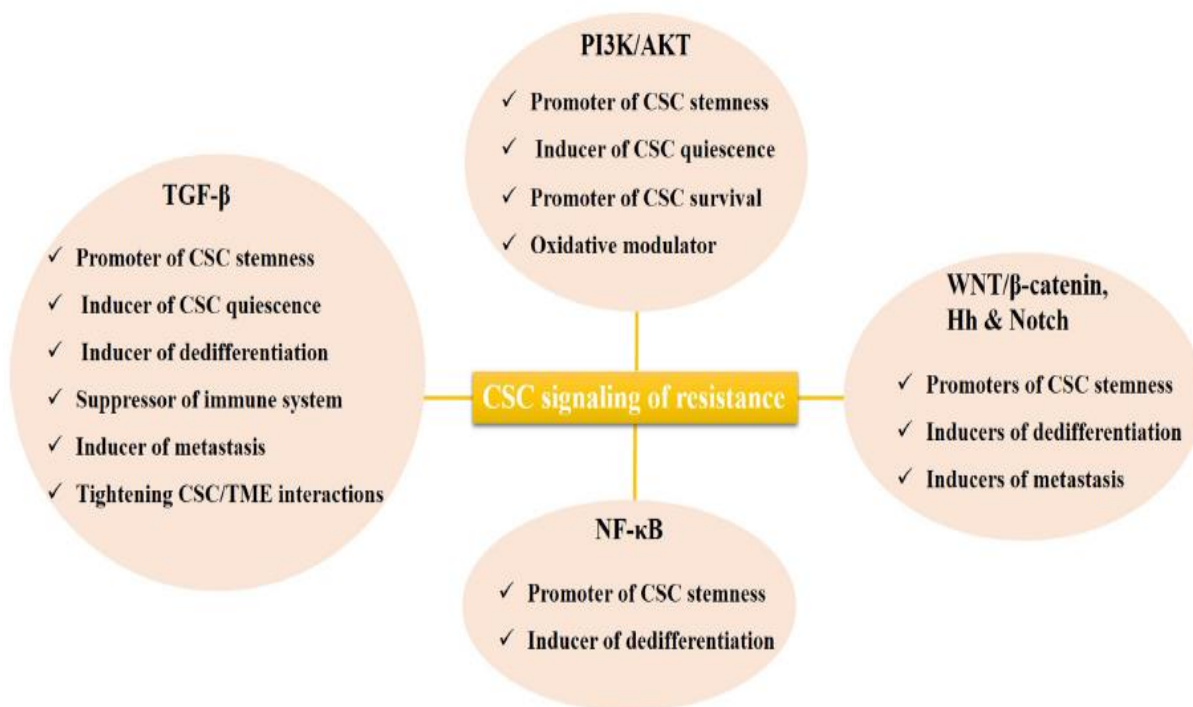 PI3K/AKT
✓ Promoter of CSC stemness
✓ Inducer of CSC quiescence
✓ Promoter of CSC survival
✓ Oxidative modulator
TGF-β
✓ Promoter of CSC stemness
✓ Inducer of CSC quiescence
✓ Inducer of dedifferentiation
✓ Suppressor of immune system
✓ Inducer of metastasis
✓ Tightening CSC/TME interactions
CSC signaling of resistance
WNT/β-catenin,
Hh & Notch
✓ Promoters of CSC stemness
✓ Inducers of dedifferentiation
✓ Inducers of metastasis
NF-κB
✓ Promoter of CSC stemness
✓ Inducer of dedifferentiation